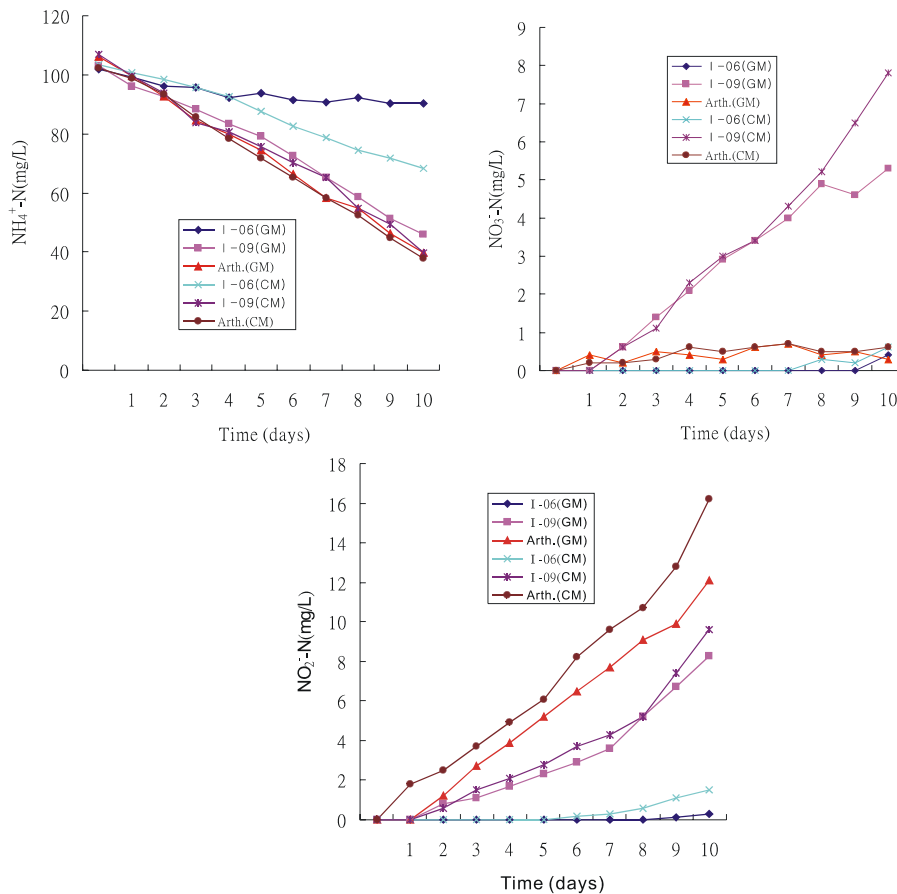 120
100
80
60
40
20
0
NH₄⁺-N(mg/L)
I-06(GM)
I-09(GM)
Arth.(GM)
I-06(CM)
I-09(CM)
Arth.(CM)
1 2 3 4 5 6 7 8 9 10
Time (days)
9
8
7
6
5
4
3
2
1
0
NO₃⁻-N(mg/L)
I-06(GM)
I-09(GM)
Arth.(GM)
I-06(CM)
I-09(CM)
Arth.(CM)
1 2 3 4 5 6 7 8 9 10
Time (days)
18
16
14
12
10
8
6
4
2
0
NO₂⁻-N(mg/L)
I-06(GM)
I-09(GM)
Arth.(GM)
I-06(CM)
I-09(CM)
Arth.(CM)
1 2 3 4 5 6 7 8 9 10
Time (days)